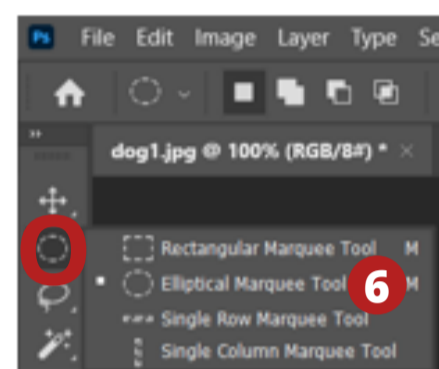 Ps File Edit Image Layer Type Se
»
dog1.jpg @ 100% (RGB/8#) * ×
Rectangular Marquee Tool M
Elliptical Marquee Tool 6 M
Single Row Marquee Tool
Single Column Marquee Tool